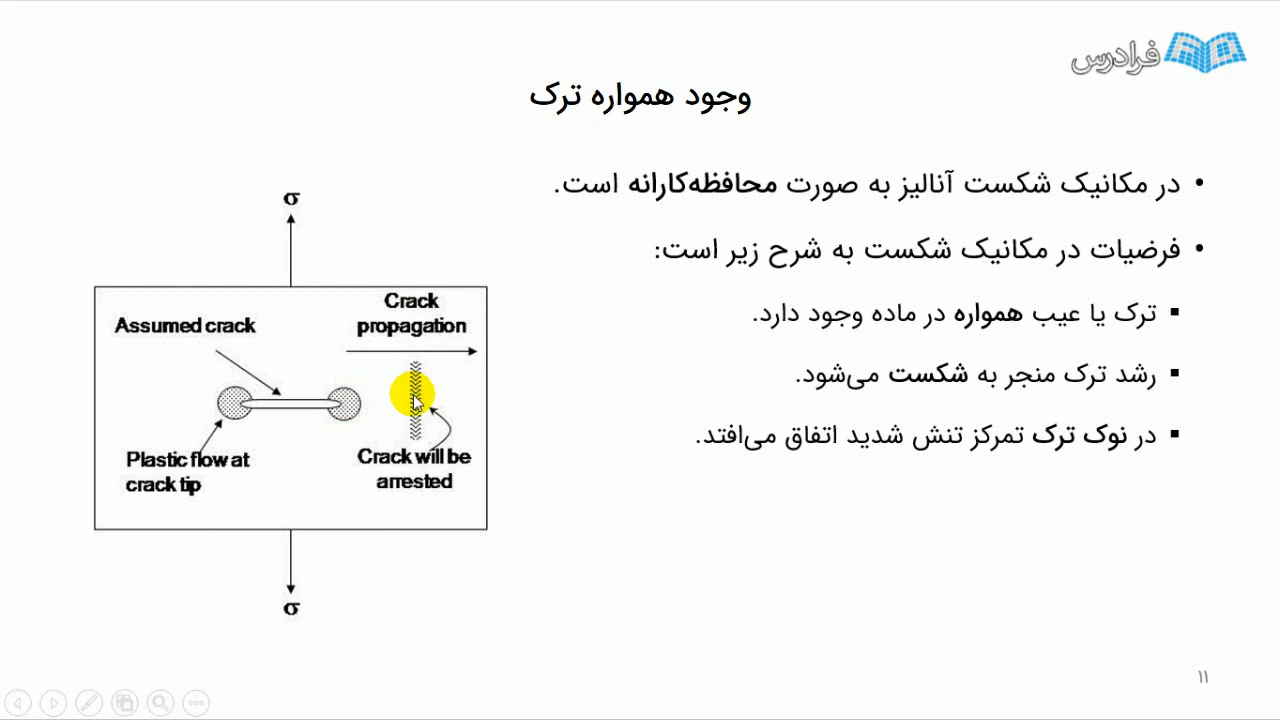 فرادرس
وجود همواره ترک
در مکانیک شکست آنالیز به صورت محافظه‌کارانه است.
فرضیات در مکانیک شکست به شرح زیر است:
ترک یا عیب همواره در ماده وجود دارد.
رشد ترک منجر به شکست می‌شود.
در نوک ترک تمرکز تنش شدید اتفاق می‌افتد.
σ
Assumed crack
Crack
propagation
Plastic flow at
crack tip
Crack will be
arrested
σ
۱۱